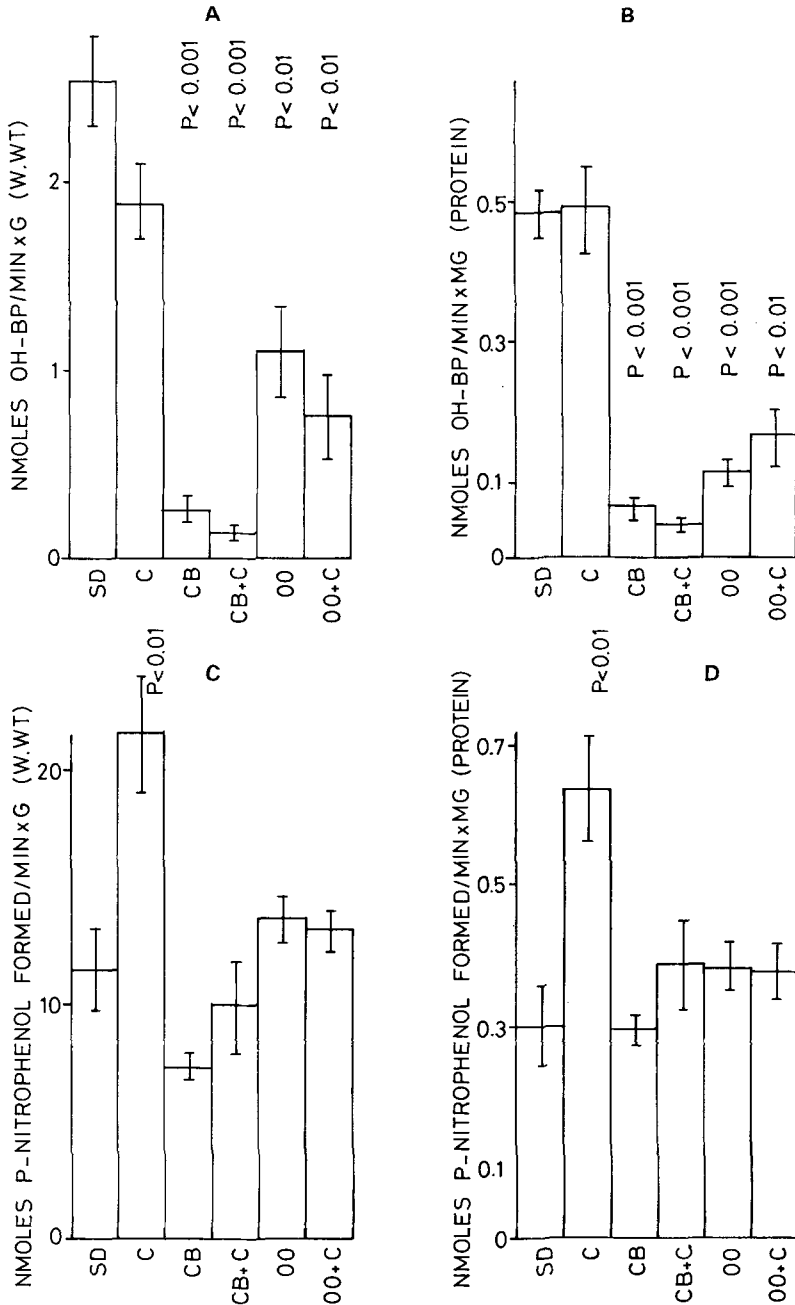 A
NMOLES OH-BP/MIN×G (W.WT)
2
1
0
P< 0.001
P< 0.001
P< 0.01
P< 0.01
SD
C
CB
CB+C
OO
OO+C
B
NMOLES OH-BP/MIN×MG (PROTEIN)
0.5
0.3
0.1
0
P < 0.001
P < 0.001
P < 0.001
P < 0.01
SD
C
CB
CB+C
OO
OO+C
C
NMOLES P-NITROPHENOL FORMED/MIN×G (W.WT)
20
10
0
P<0.01
SD
C
CB
CB+C
OO
OO+C
D
NMOLES P-NITROPHENOL FORMED/MIN×MG (PROTEIN)
0.7
0.5
0.3
0.1
0
P<0.01
SD
C
CB
CB+C
OO
OO+C